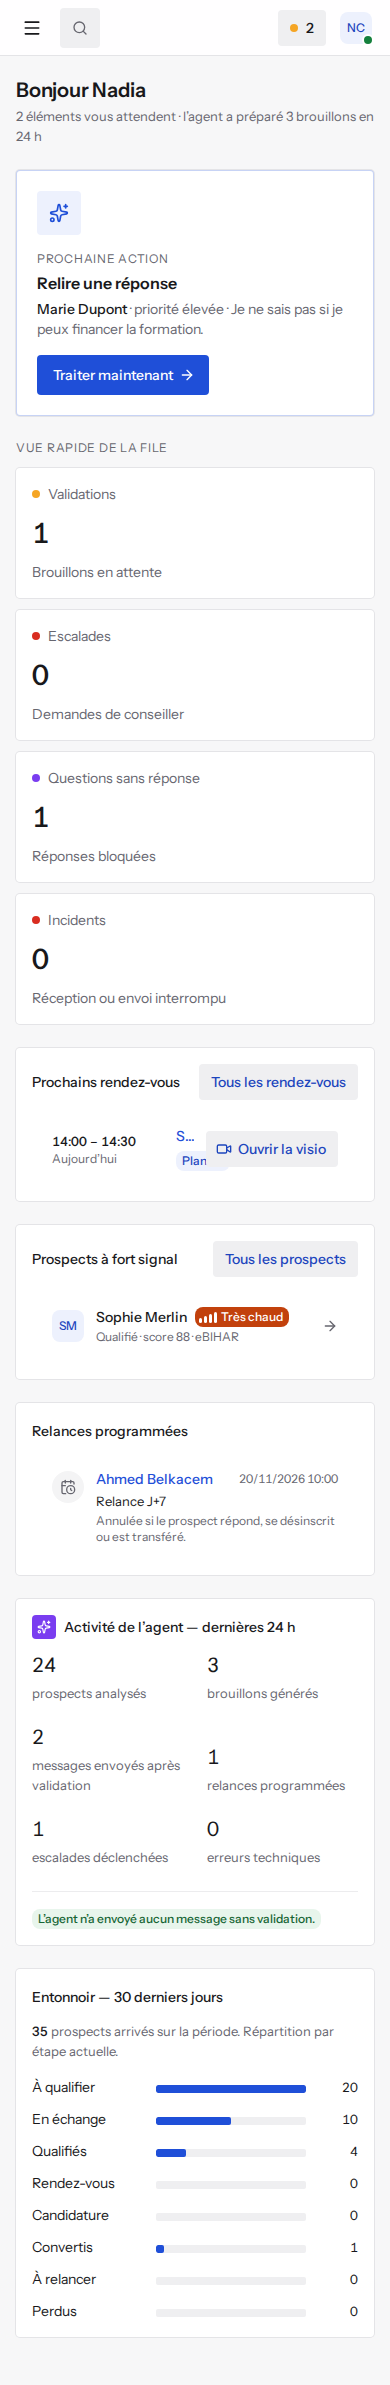 2
NC
Bonjour Nadia
2 éléments vous attendent · l'agent a préparé 3 brouillons en
24 h
PROCHAINE ACTION
Relire une réponse
Marie Dupont · priorité élevée · Je ne sais pas si je
peux financer la formation.
Traiter maintenant →
VUE RAPIDE DE LA FILE
Validations
1
Brouillons en attente
Escalades
0
Demandes de conseiller
Questions sans réponse
1
Réponses bloquées
Incidents
0
Réception ou envoi interrompu
Prochains rendez-vous
Tous les rendez-vous
14:00 – 14:30
Aujourd'hui
S...
Plan
Ouvrir la visio
Prospects à fort signal
Tous les prospects
SM
Sophie Merlin
Très chaud
Qualifié · score 88 · eBIHAR
Relances programmées
Ahmed Belkacem
20/11/2026 10:00
Relance J+7
Annulée si le prospect répond, se désinscrit
ou est transféré.
Activité de l'agent — dernières 24 h
24
prospects analysés
3
brouillons générés
2
messages envoyés après
validation
1
relances programmées
1
escalades déclenchées
0
erreurs techniques
L'agent n'a envoyé aucun message sans validation.
Entonnoir — 30 derniers jours
35 prospects arrivés sur la période. Répartition par
étape actuelle.
À qualifier 20
En échange 10
Qualifiés 4
Rendez-vous 0
Candidature 0
Convertis 1
À relancer 0
Perdus 0